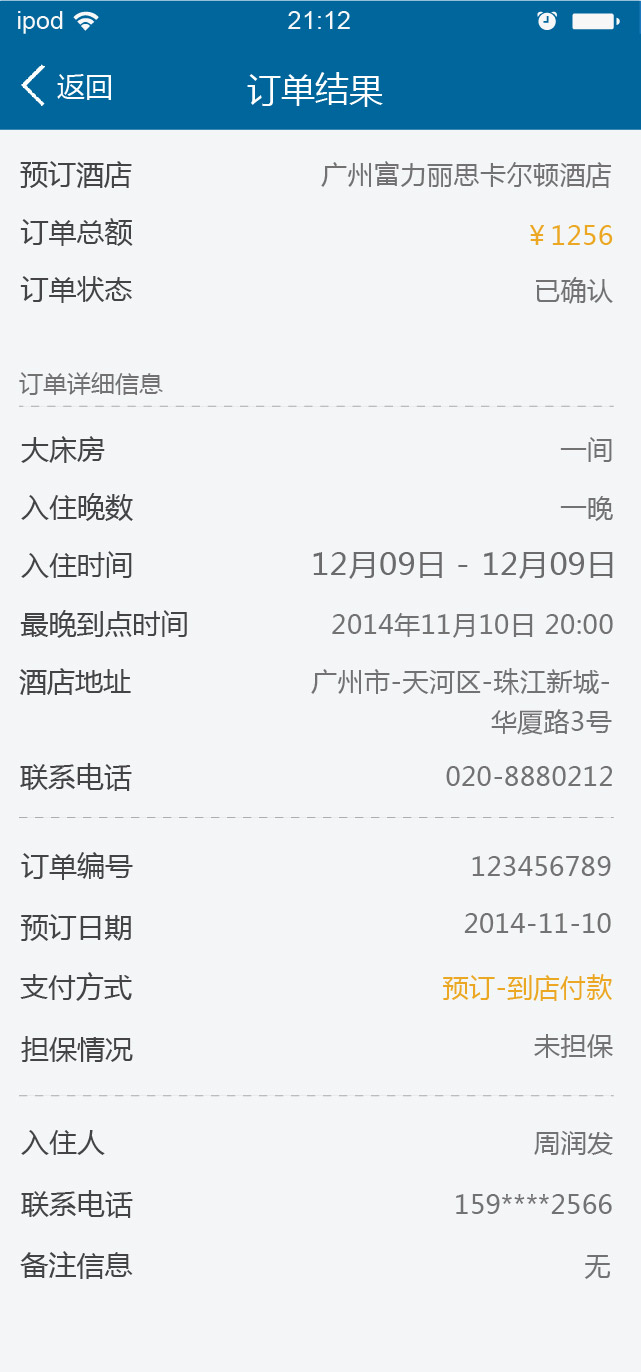 ipod 21:12
返回 订单结果
预订酒店 广州富力丽思卡尔顿酒店
订单总额 ¥1256
订单状态 已确认
订单详细信息
大床房 一间
入住晚数 一晚
入住时间 12月09日 - 12月09日
最晚到点时间 2014年11月10日 20:00
酒店地址 广州市-天河区-珠江新城-
华厦路3号
联系电话 020-8880212
订单编号 123456789
预订日期 2014-11-10
支付方式 预订-到店付款
担保情况 未担保
入住人 周润发
联系电话 159****2566
备注信息 无